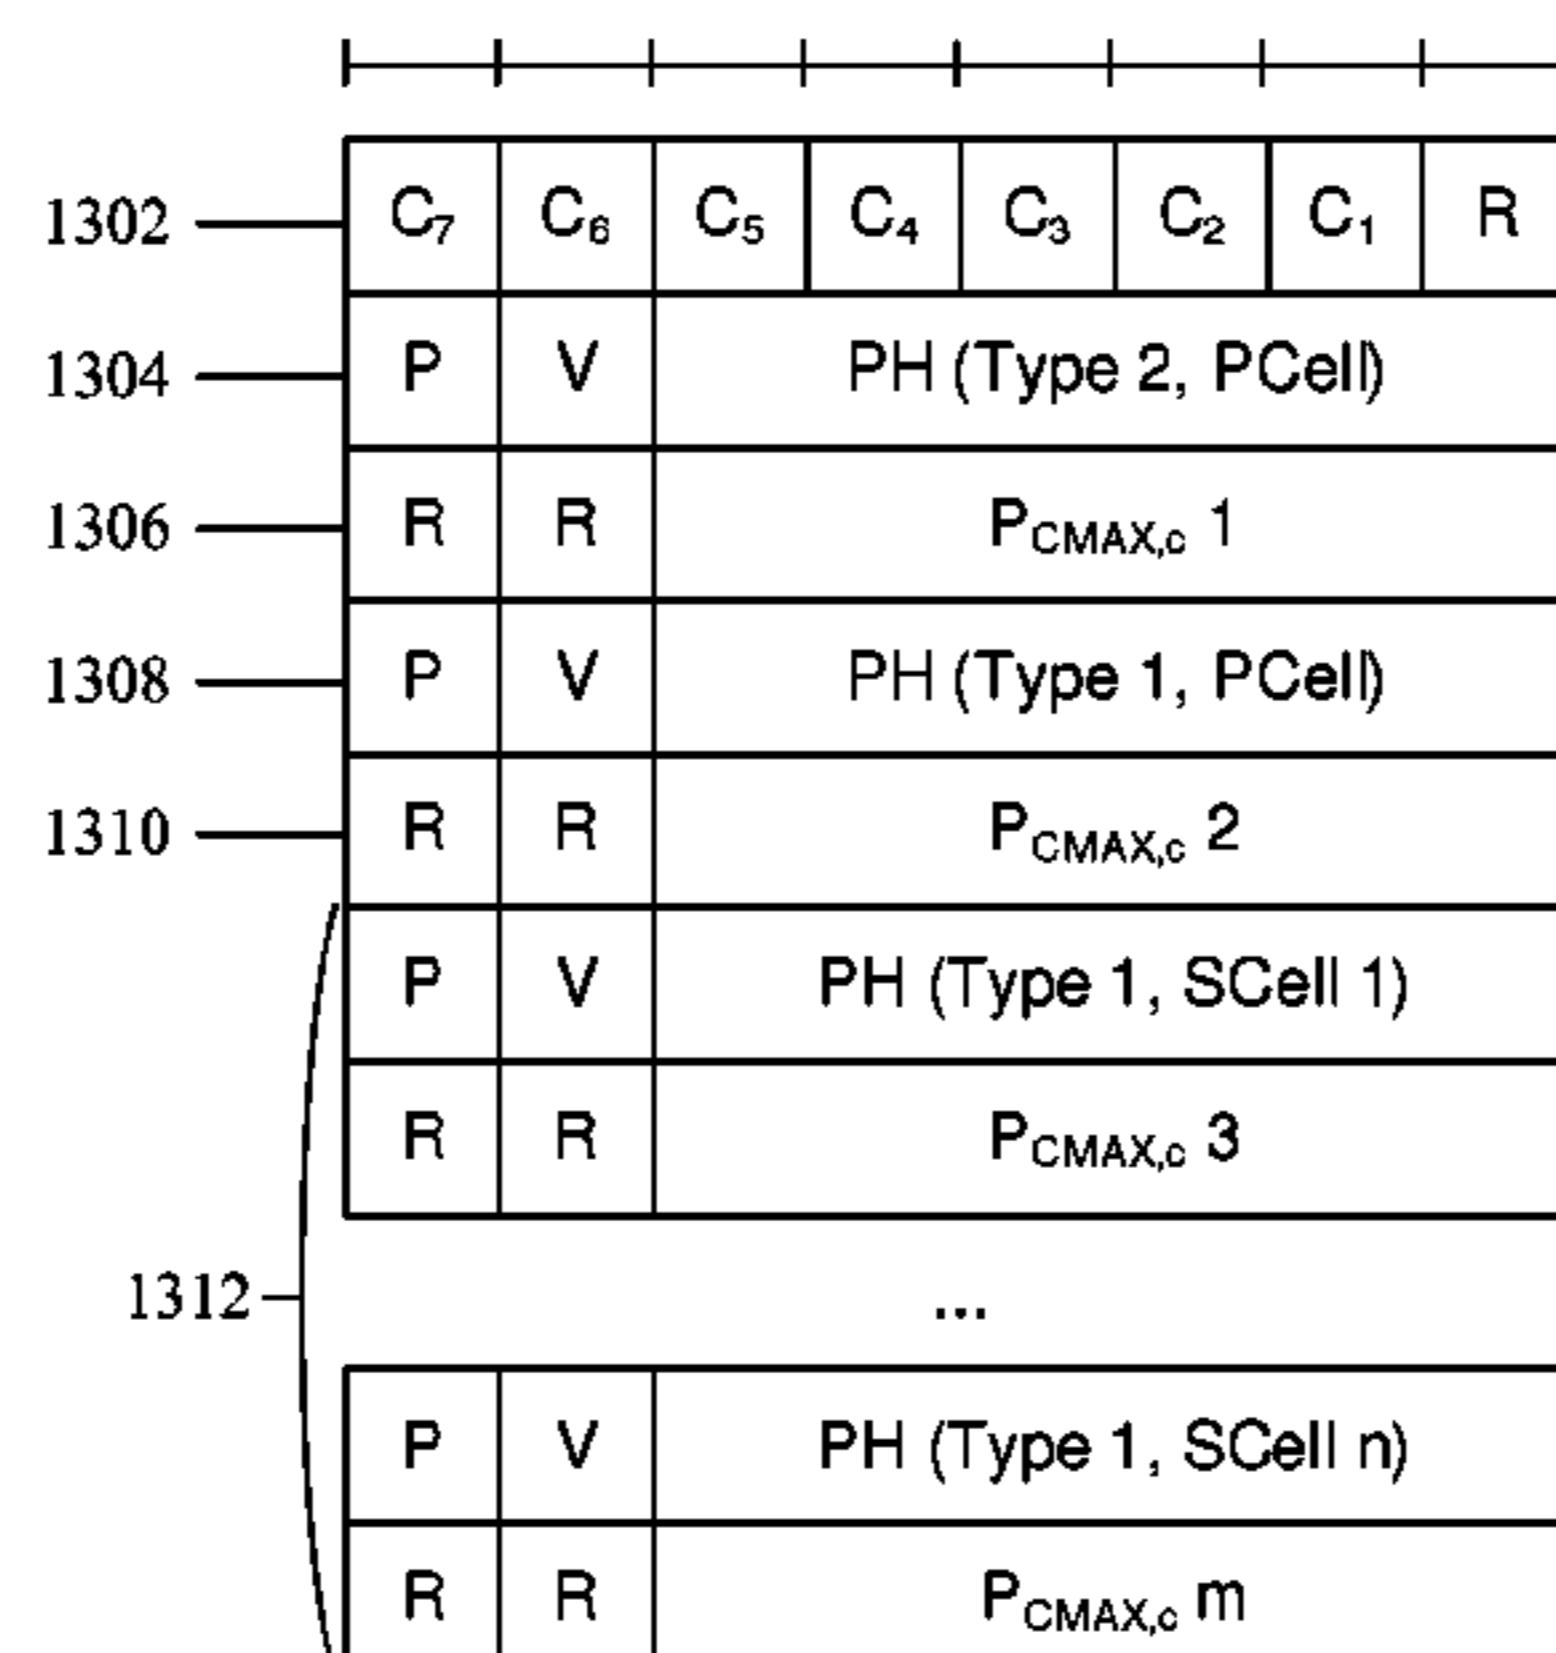 1302 C7 C6 C5 C4 C3 C2 C1 R
1304 P V PH (Type 2, PCell)
1306 R R PCMAX,c 1
1308 P V PH (Type 1, PCell)
1310 R R PCMAX,c 2
P V PH (Type 1, SCell 1)
R R PCMAX,c 3
1312 ...
P V PH (Type 1, SCell n)
R R PCMAX,c m